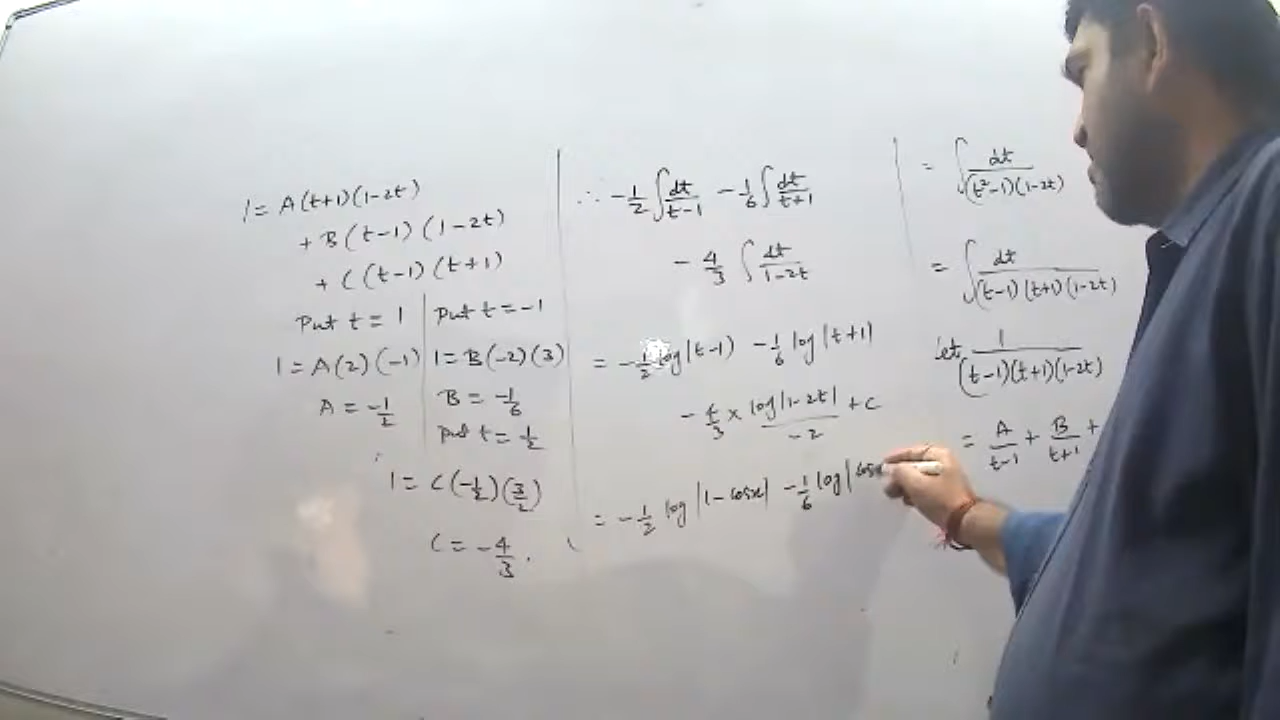 1 = A(t+1)(1-2t)
+ B(t-1)(1-2t)
+ C(t-1)(t+1)
Put t = 1
1 = A(2)(-1)
A = -1/2
Put t = -1
1 = B(-2)(3)
B = -1/6
Put t = 1/2
1 = C(-1/2)(3/2)
C = -4/3.
∴ -1/2 ∫ dt/t-1 - 1/6 ∫ dt/t+1
- 4/3 ∫ dt/1-2t
= -1/2 log|t-1) - 1/6 log|t+1|
- 4/3 × log|1-2t|/-2 + C
= -1/2 log|1-cosx| - 1/6 log|cosx
= ∫ dt/(t²-1)(1-2t)
= ∫ dt/(t-1)(t+1)(1-2t)
let 1/(t-1)(t+1)(1-2t)
= A/t-1 + B/t+1 +